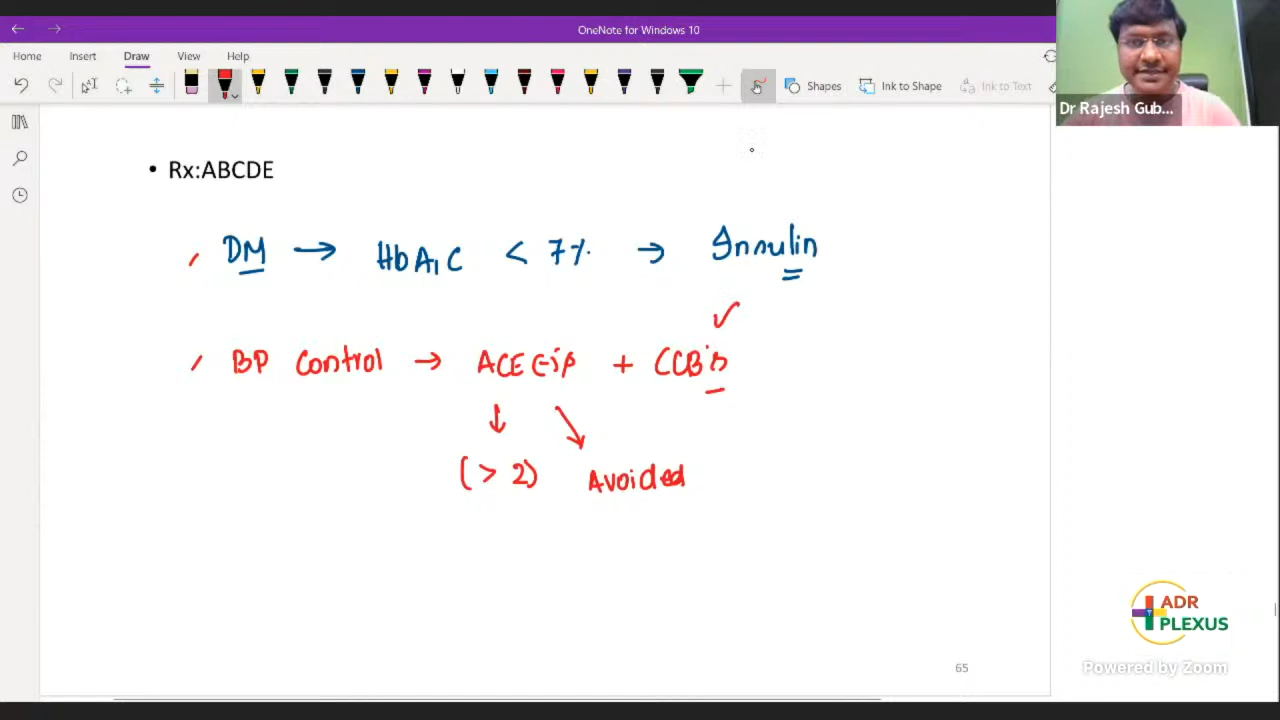 OneNote for Windows 10
Home Insert Draw View Help
Shapes Ink to Shape Ink to Text
Dr Rajesh Gub...
• Rx:ABCDE
DM → HbA1C < 7% → Insulin
BP Control → + CCB's
(> 2) Avoided
ADR
PLEXUS
65
Powered by Zoom